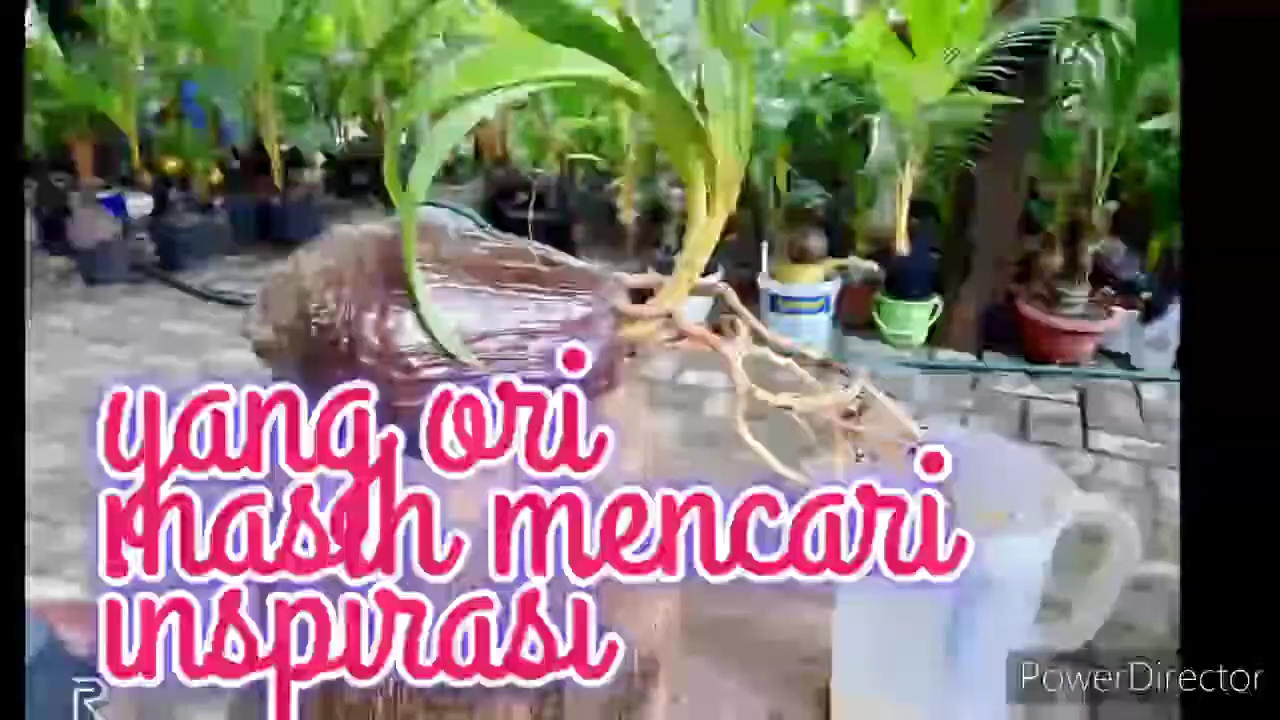 yang ori
masih mencari
inspirasi
R
PowerDirector